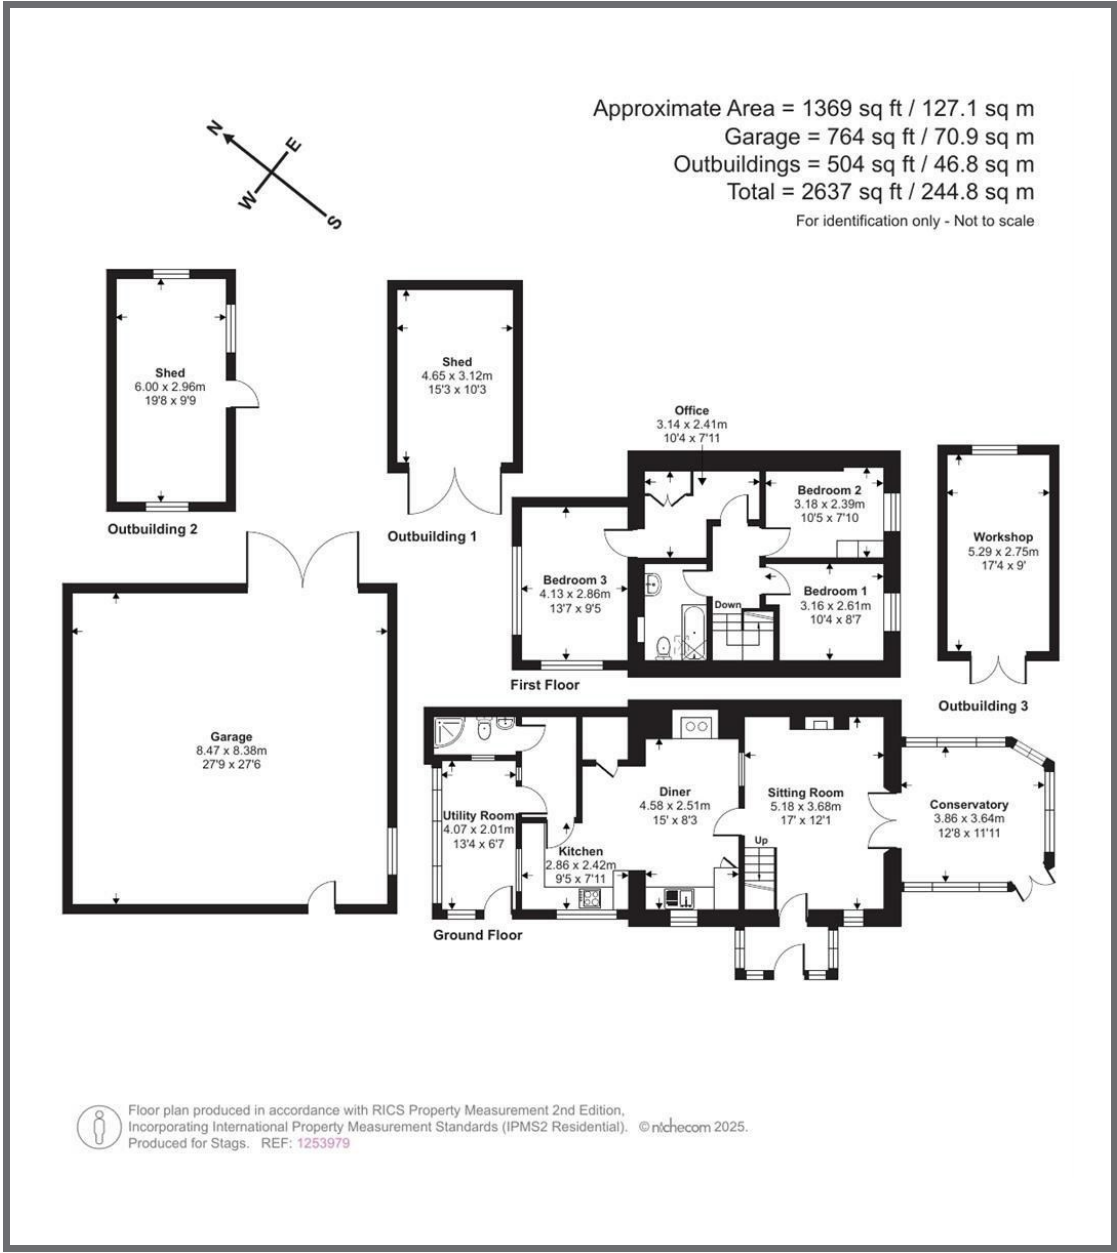 Approximate Area = 1369 sq ft / 127.1 sq m
Garage = 764 sq ft / 70.9 sq m
Outbuildings = 504 sq ft / 46.8 sq m
Total = 2637 sq ft / 244.8 sq m
For identification only - Not to scale
N
E
W
S
Shed
6.00 x 2.96m
19'8 x 9'9
Outbuilding 2
Shed
4.65 x 3.12m
15'3 x 10'3
Outbuilding 1
Office
3.14 x 2.41m
10'4 x 7'11
Bedroom 2
3.18 x 2.39m
10'5 x 7'10
Bedroom 3
4.13 x 2.86m
13'7 x 9'5
Bedroom 1
3.16 x 2.61m
10'4 x 8'7
Down
First Floor
Workshop
5.29 x 2.75m
17'4 x 9'
Outbuilding 3
Garage
8.47 x 8.38m
27'9 x 27'6
Utility Room
4.07 x 2.01m
13'4 x 6'7
Kitchen
2.86 x 2.42m
9'5 x 7'11
Diner
4.58 x 2.51m
15' x 8'3
Sitting Room
5.18 x 3.68m
17' x 12'1
Up
Conservatory
3.86 x 3.64m
12'8 x 11'11
Ground Floor
Floor plan produced in accordance with RICS Property Measurement 2nd Edition,
Incorporating International Property Measurement Standards (IPMS2 Residential). © nichecom 2025.
Produced for Stags. REF: 1253979